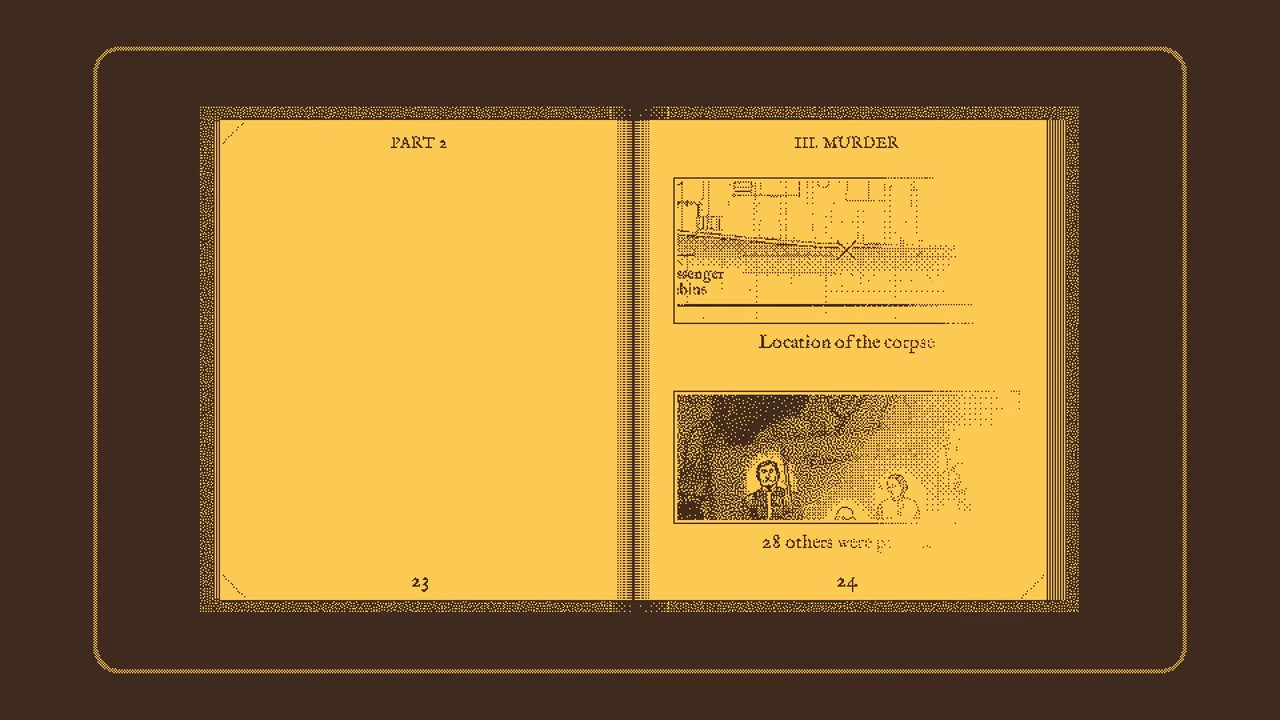 PART 2
23
III. MURDER
ssenger
bins
Location of the corpse
28 others were
24